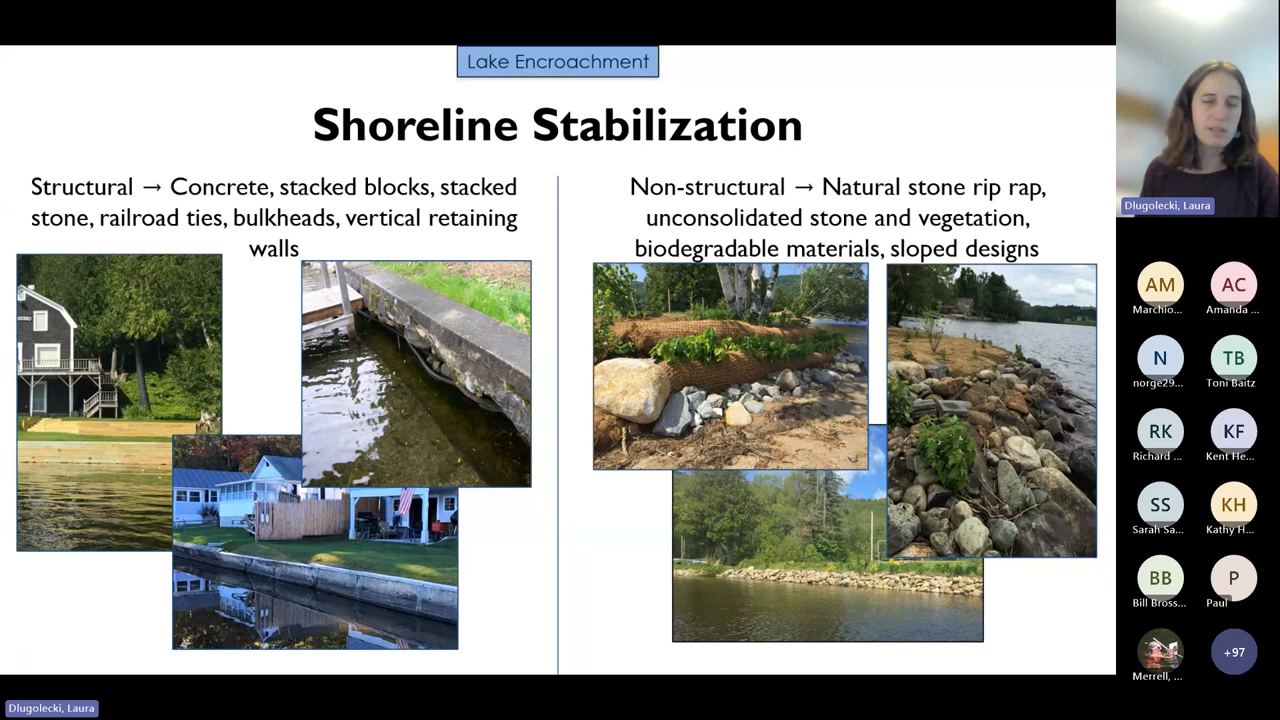 Lake Encroachment
Shoreline Stabilization
Structural → Concrete, stacked blocks, stacked
stone, railroad ties, bulkheads, vertical retaining
walls
Non-structural → Natural stone rip rap,
unconsolidated stone and vegetation,
biodegradable materials, sloped designs
Dlugolecki, Laura
AM
Marchio...
AC
Amanda ...
N
norge29...
TB
Toni Baitz
RK
Richard ...
KF
Kent He...
SS
Sarah Sa...
KH
Kathy H...
BB
Bill Bross...
P
Paul
Merrell, ...
+97
Dlugolecki, Laura